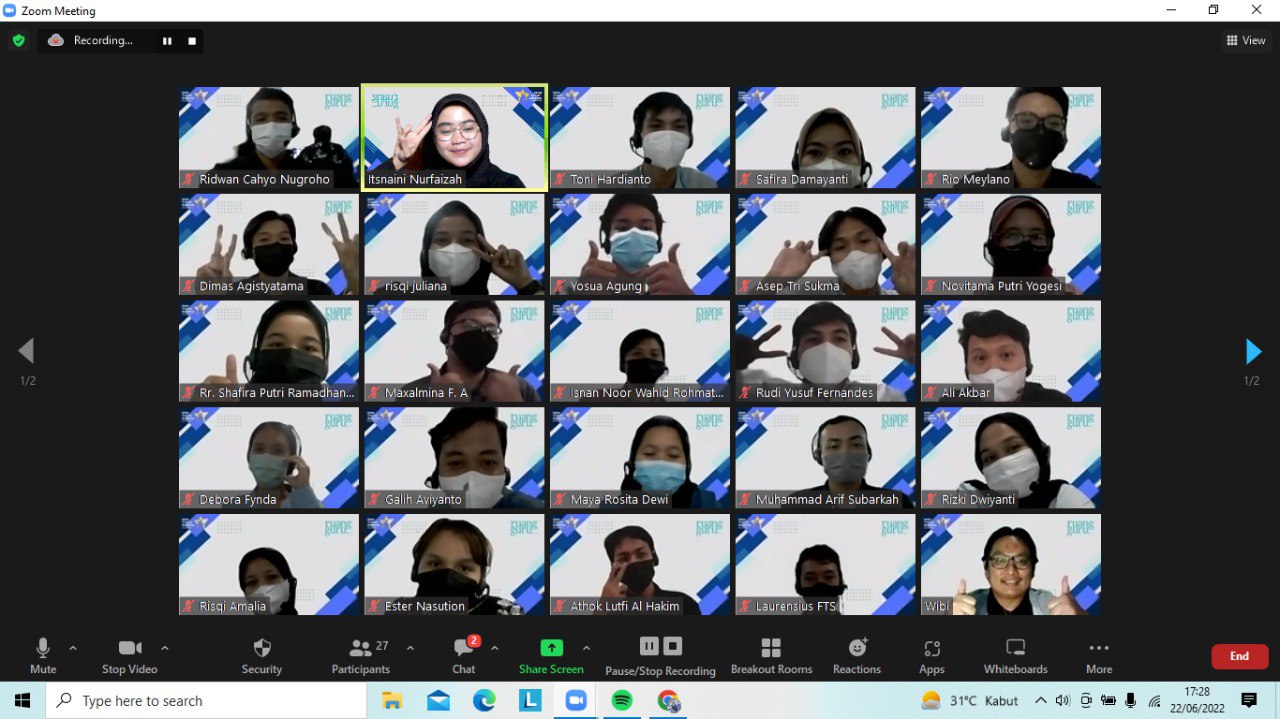 Zoom Meeting
Recording...
View
ruang guru
Ridwan Cahyo Nugroho
Itsnaini Nurfaizah
Toni Hardianto
Safira Damayanti
Rio Meylano
Dimas Agistyatama
risqi juliana
Yosua Agung
Asep Tri Sukma
Novitama Putri Yogesi
Rr. Shafira Putri Ramadhan...
Maxalmina F. A
Isnan Noor Wahid Rohmat...
Rudi Yusuf Fernandes
Ali Akbar
1/2
1/2
Debora Fynda
Galih Aviyanto
Maya Rosita Dewi
Muhammad Arif Subarkah
Rizki Dwiyanti
Risqi Amalia
Ester Nasution
Athok Lutfi Al Hakim
Laurensius FTS
Wibi
Mute
Stop Video
Security
27
Participants
2
Chat
Share Screen
Pause/Stop Recording
Breakout Rooms
Reactions
Apps
Whiteboards
More
End
Type here to search
L
31°C Kabut
17:28
22/06/2022